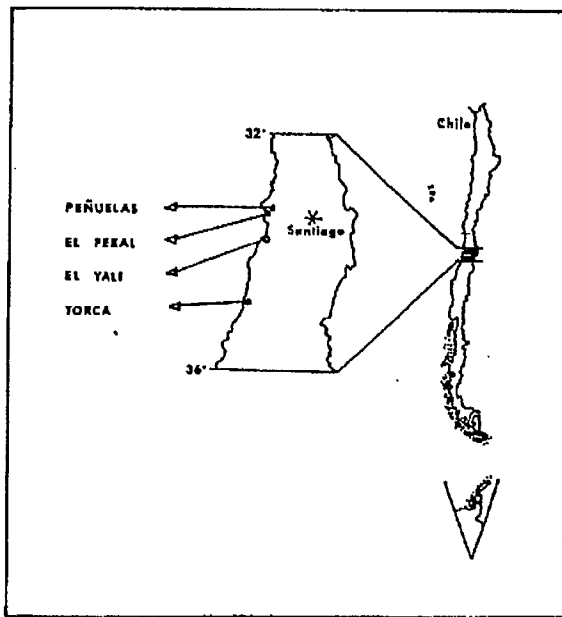 Chile
32°
PEÑUELAS
EL PERAL
Santiago
EL YALI
TORCA
36°